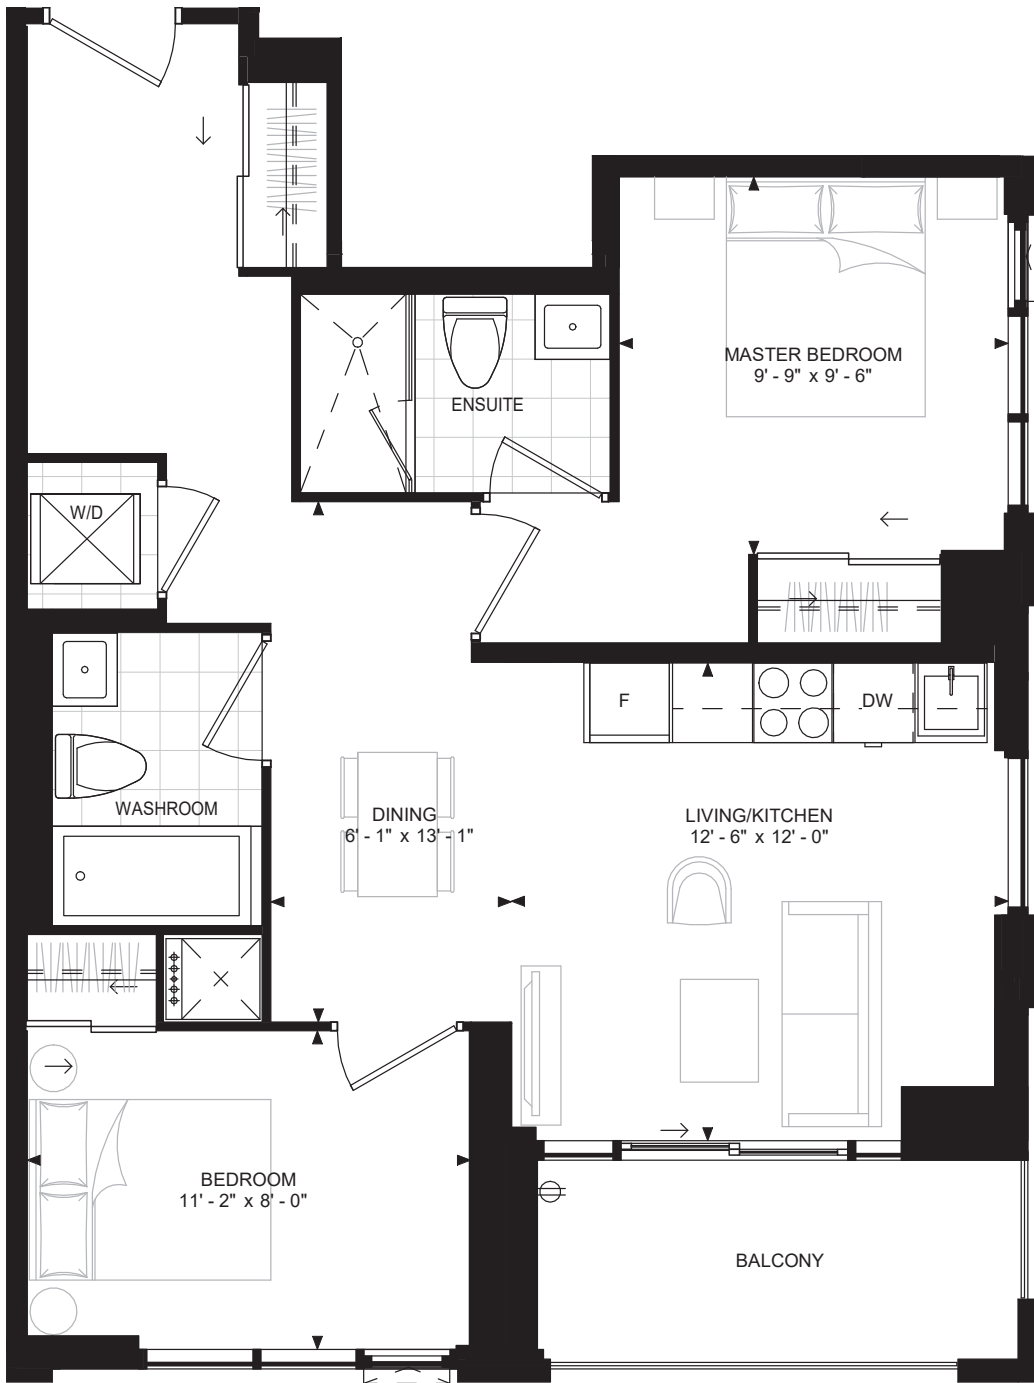 MASTER BEDROOM
9' - 9" x 9' - 6"
ENSUITE
W/D
F
DW
WASHROOM
DINING
6' - 1" x 13' - 1"
LIVING/KITCHEN
12' - 6" x 12' - 0"
BEDROOM
11' - 2" x 8' - 0"
BALCONY